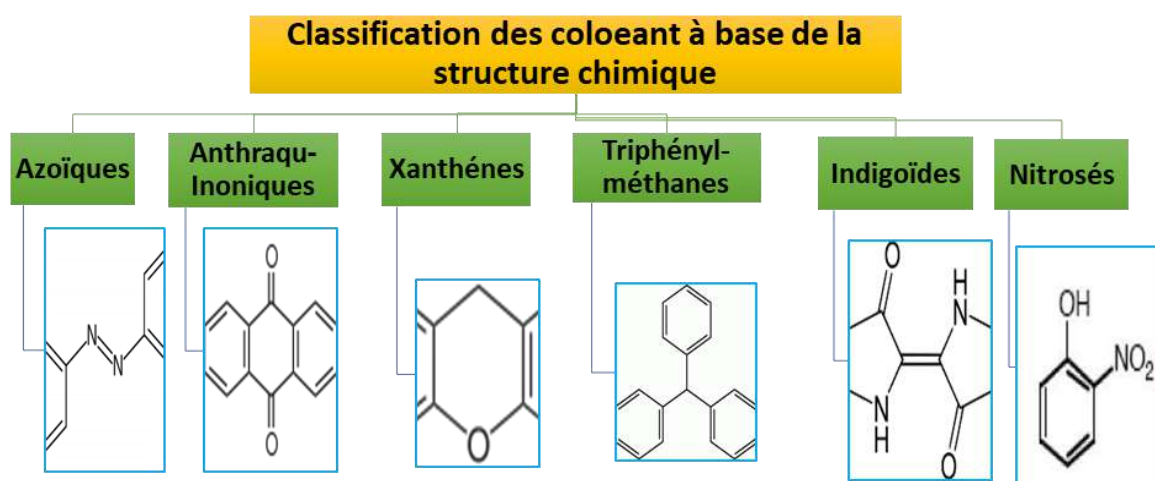 Classification des coloeant à base de la
structure chimique
Azoïques
Anthraqu-
Inoniques
Xanthénes
Triphényl-
méthanes
Indigoïdes
Nitrosés
N
N
O
O
O
O
H
N
N
H
O
OH
NO₂